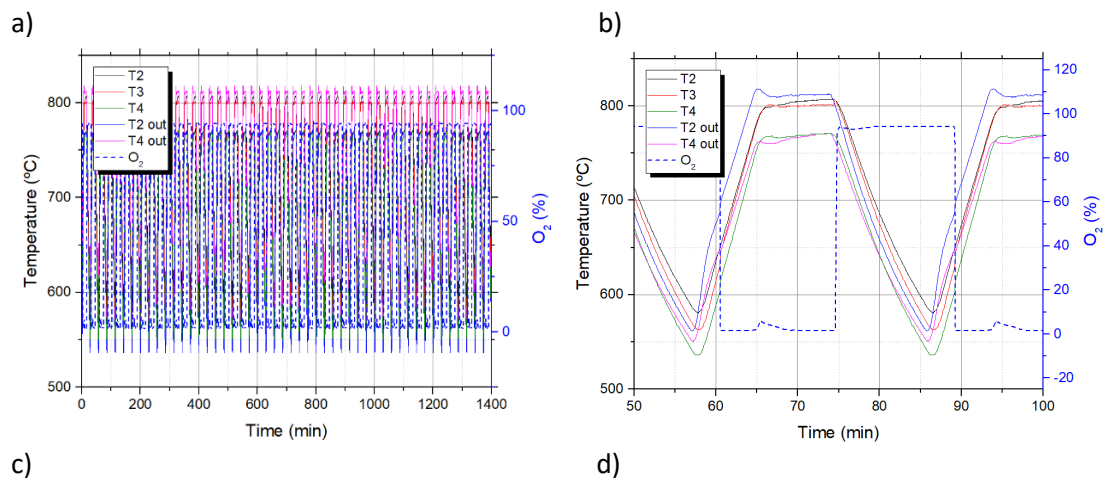 a)
b)
T2
T3
T4
T2 out
T4 out
O2
800
700
600
500
Temperature (ºC)
100
50
0
O2 (%)
0 200 400 600 800 1000 1200 1400
Time (min)
T2
T3
T4
T2 out
T4 out
O2
800
700
600
500
Temperature (ºC)
120
100
80
60
40
20
0
-20
O2 (%)
50 60 70 80 90 100
Time (min)
c)
d)